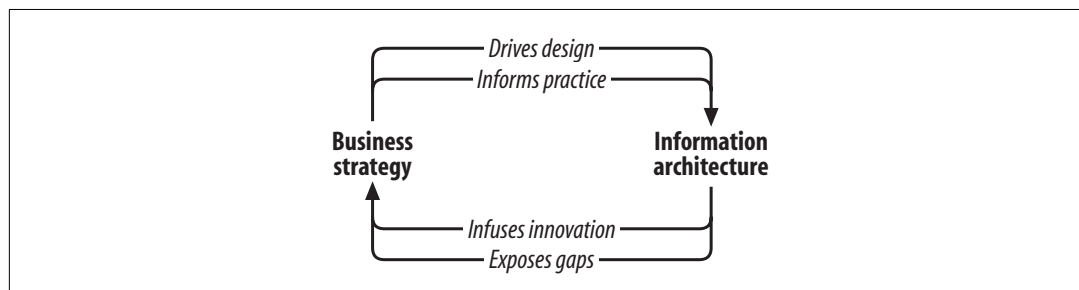 Drives design
Informs practice
Business
strategy
Information
architecture
Infuses innovation
Exposes gaps